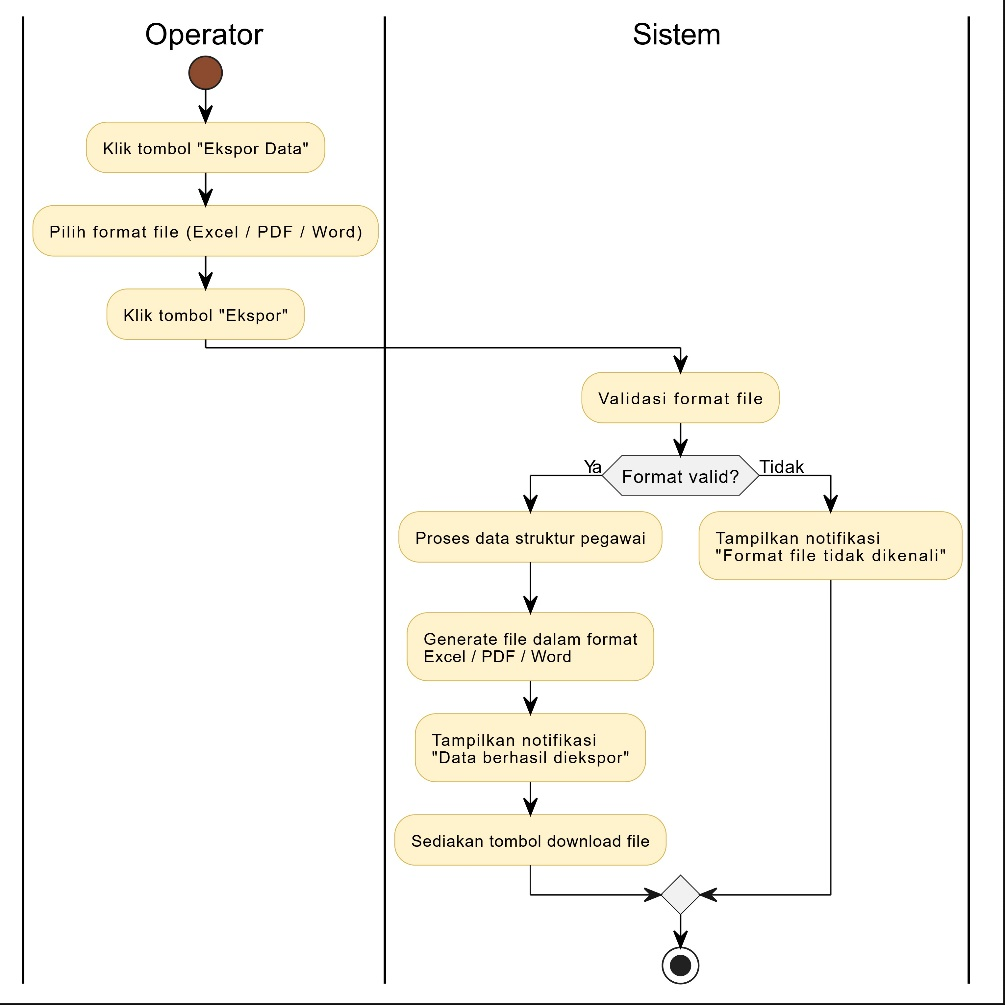 Operator
Sistem
Klik tombol "Ekspor Data"
Pilih format file (Excel / PDF / Word)
Klik tombol "Ekspor"
Validasi format file
Ya
Format valid?
Tidak
Proses data struktur pegawai
Tampilkan notifikasi
"Format file tidak dikenali"
Generate file dalam format
Excel / PDF / Word
Tampilkan notifikasi
"Data berhasil diekspor"
Sediakan tombol download file